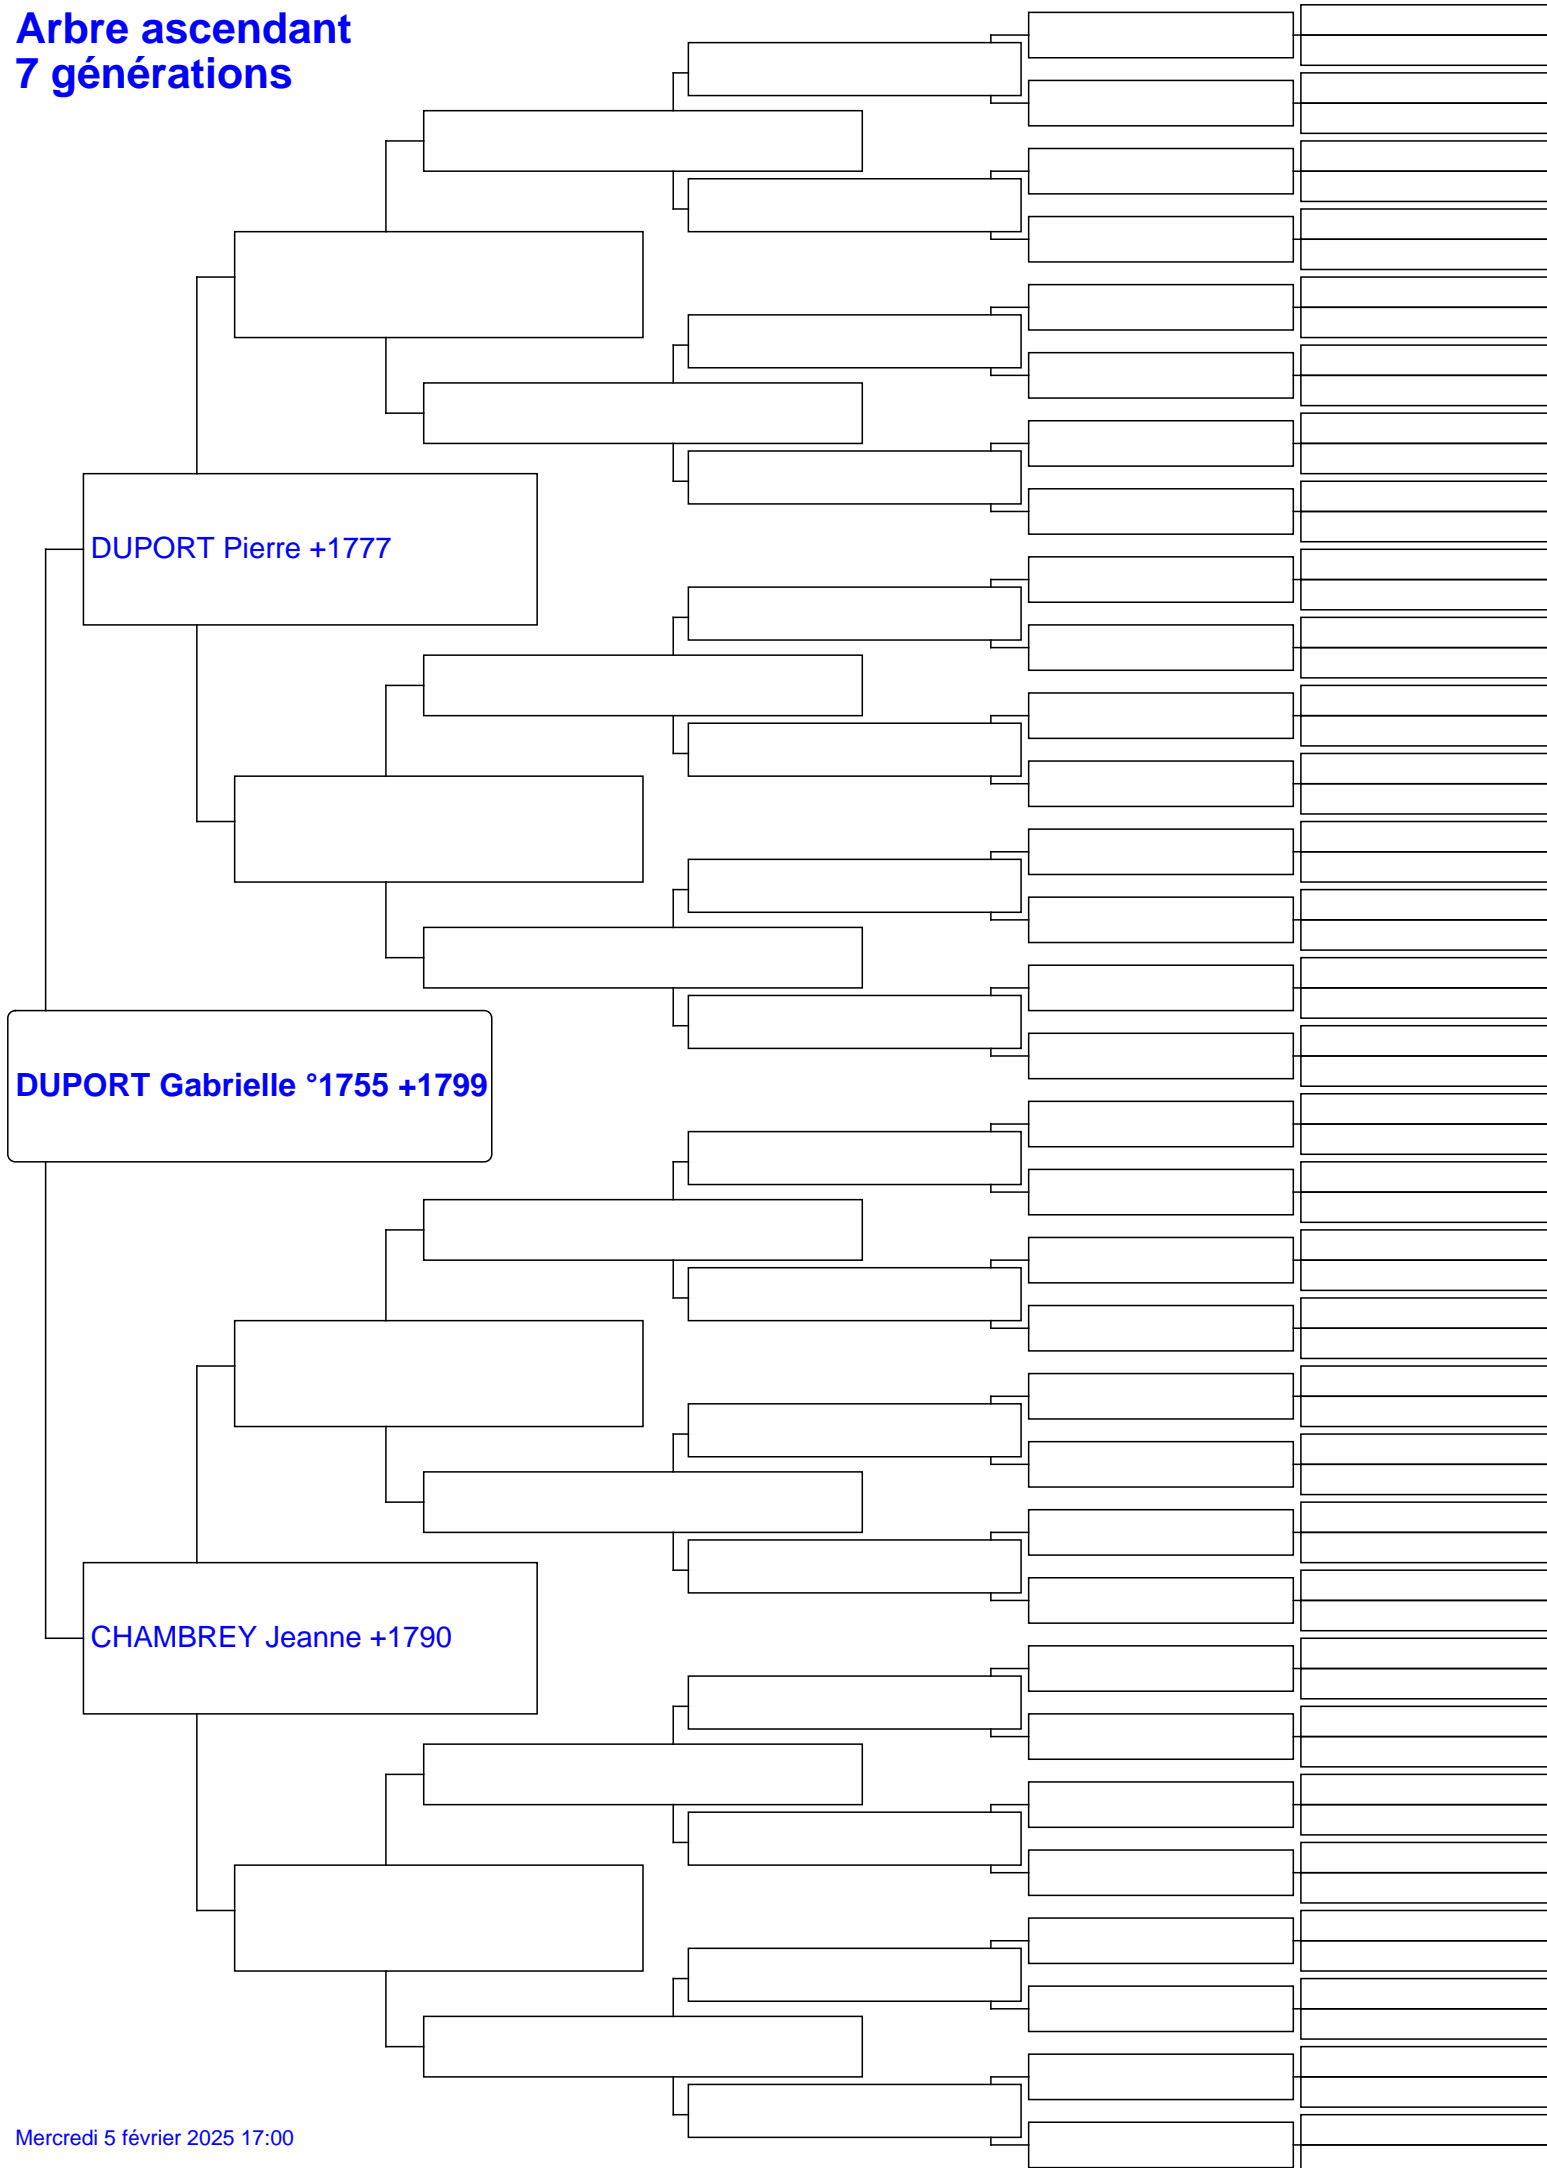 Arbre ascendant
7 générations
DUPORT Pierre +1777
DUPORT Gabrielle °1755 +1799
CHAMBREY Jeanne +1790
Mercredi 5 février 2025 17:00